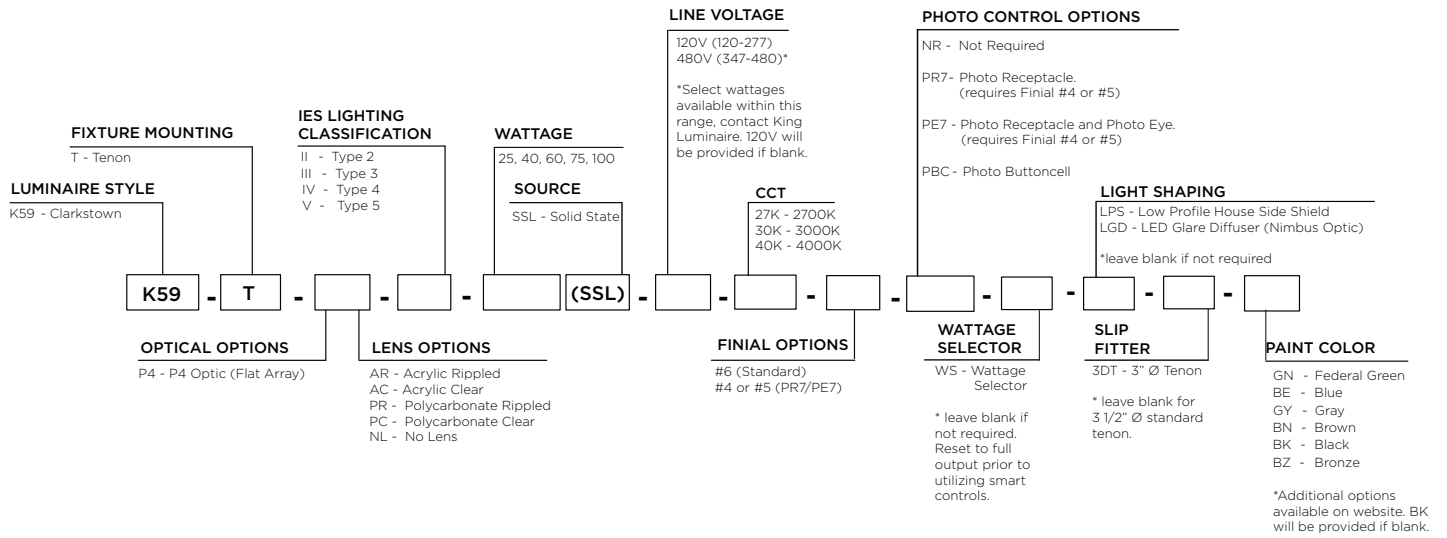 LINE VOLTAGE
120V (120-277)
480V (347-480)*
*Select wattages
available within this
range, contact King
Luminaire. 120V will
be provided if blank.
PHOTO CONTROL OPTIONS
NR - Not Required
PR7- Photo Receptacle.
(requires Finial #4 or #5)
PE7 - Photo Receptacle and Photo Eye.
(requires Finial #4 or #5)
PBC - Photo Buttoncell
FIXTURE MOUNTING
T - Tenon
IES LIGHTING
CLASSIFICATION
II - Type 2
III - Type 3
IV - Type 4
V - Type 5
WATTAGE
25, 40, 60, 75, 100
LUMINAIRE STYLE
K59 - Clarkstown
SOURCE
SSL - Solid State
CCT
27K - 2700K
30K - 3000K
40K - 4000K
LIGHT SHAPING
LPS - Low Profile House Side Shield
LGD - LED Glare Diffuser (Nimbus Optic)
*leave blank if not required
K59 - T - - - (SSL) - - - - - - -
OPTICAL OPTIONS
P4 - P4 Optic (Flat Array)
LENS OPTIONS
AR - Acrylic Rippled
AC - Acrylic Clear
PR - Polycarbonate Rippled
PC - Polycarbonate Clear
NL - No Lens
FINIAL OPTIONS
#6 (Standard)
#4 or #5 (PR7/PE7)
WATTAGE
SELECTOR
WS - Wattage
Selector
* leave blank if
not required.
Reset to full
output prior to
utilizing smart
controls.
SLIP
FITTER
3DT - 3" Ø Tenon
* leave blank for
3 1/2" Ø standard
tenon.
PAINT COLOR
GN - Federal Green
BE - Blue
GY - Gray
BN - Brown
BK - Black
BZ - Bronze
*Additional options
available on website. BK
will be provided if blank.